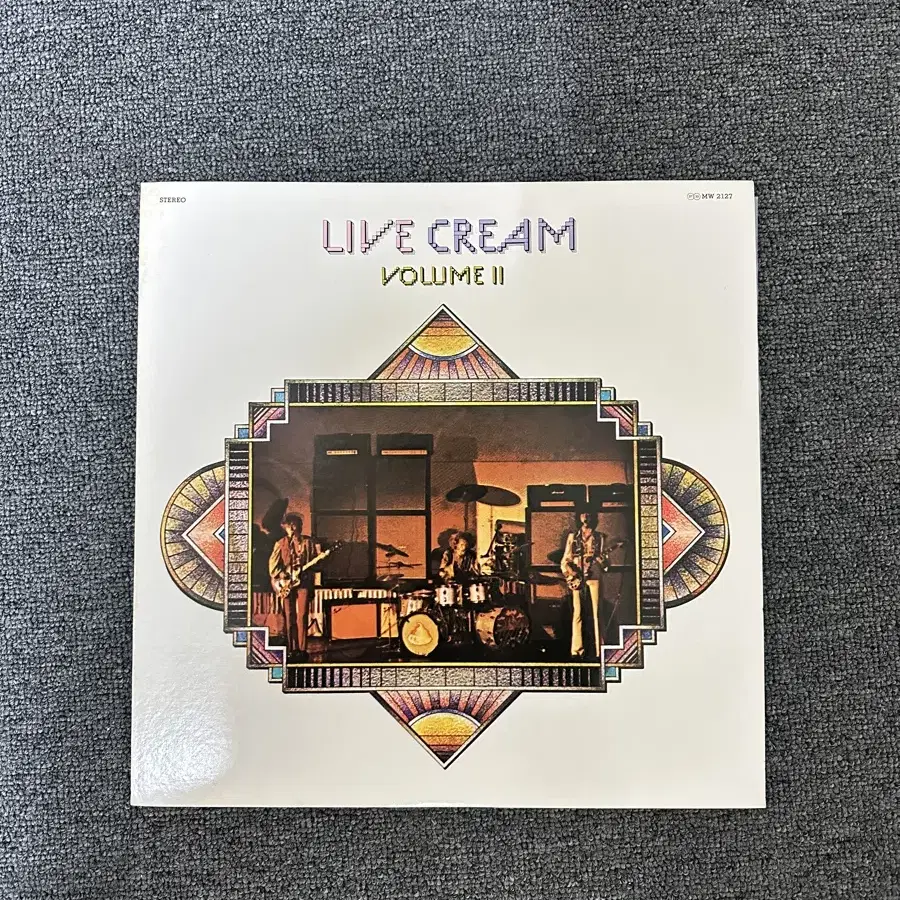 STEREO
MW 2127
LIVE CREAM
VOLUME II